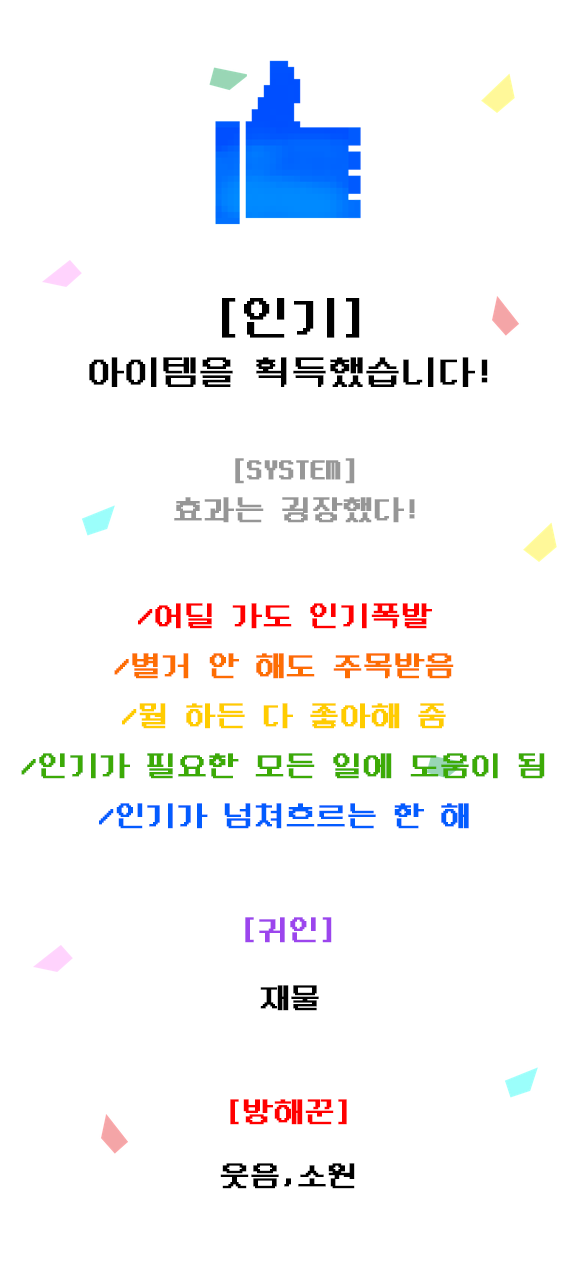 [인기]
아이템을 획득했습니다!
[SYSTEM]
효과는 굉장했다!
/어딜 가도 인기폭발
/별거 안 해도 주목받음
/뭘 하든 다 좋아해 줌
/인기가 필요한 모든 일에 도움이 됨
/인기가 넘쳐흐르는 한 해
[귀인]
재물
[방해꾼]
웃음,소원